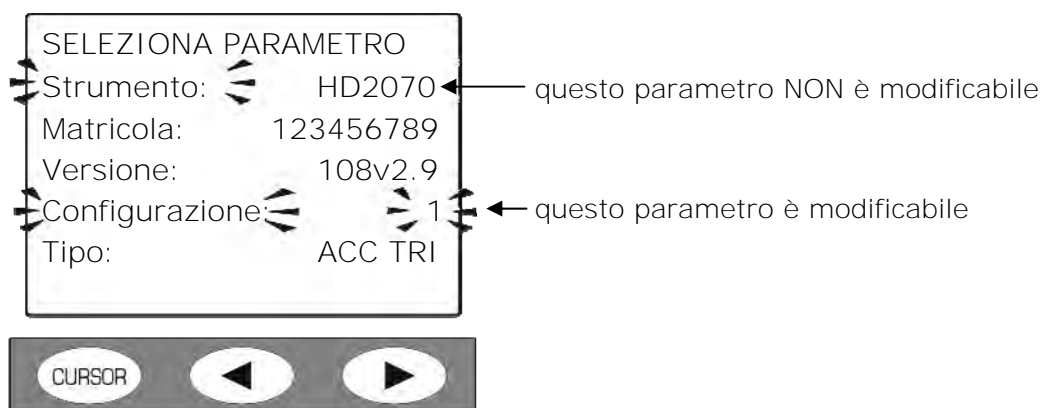 SELEZIONA PARAMETRO
Strumento: HD2070 questo parametro NON è modificabile
Matricola: 123456789
Versione: 108v2.9
Configurazione: 1 questo parametro è modificabile
Tipo: ACC TRI
CURSOR